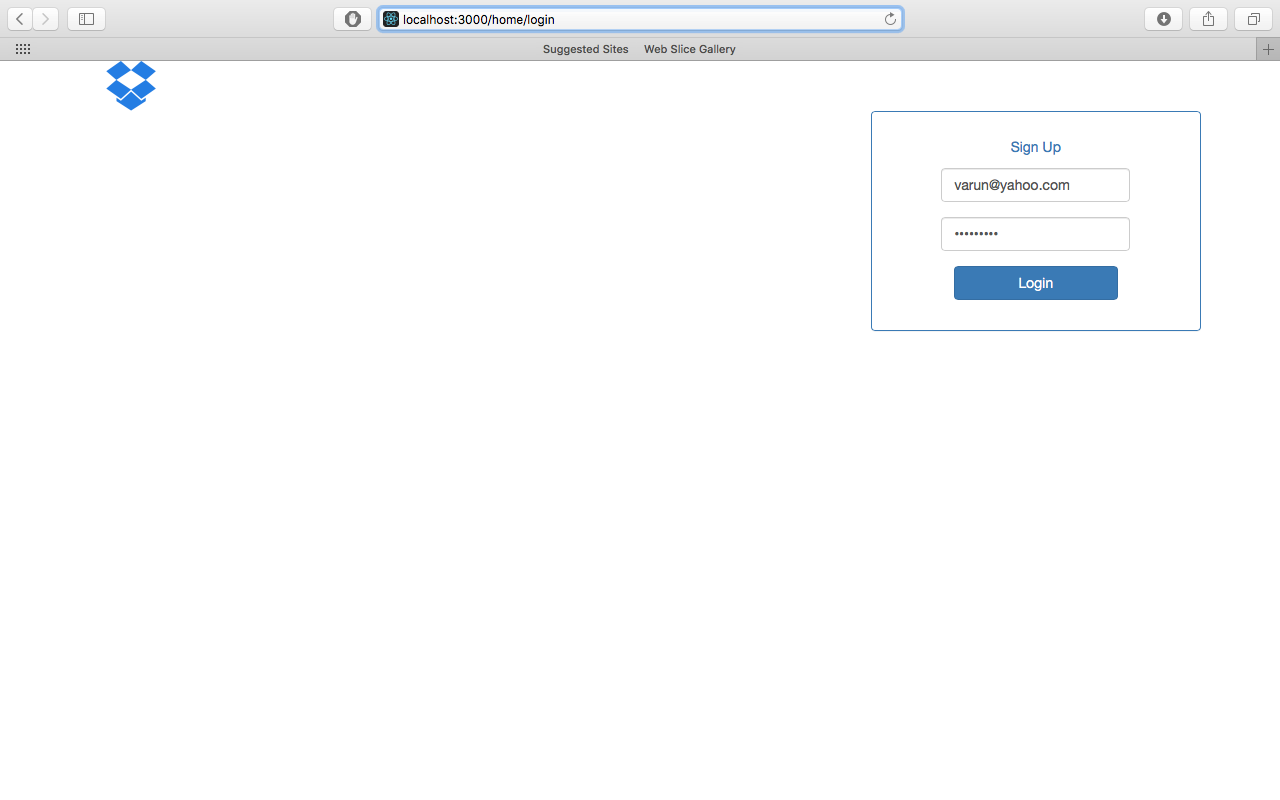 localhost:3000/home/login
Suggested Sites Web Slice Gallery
Sign Up
varun@yahoo.com
•••••••••
Login